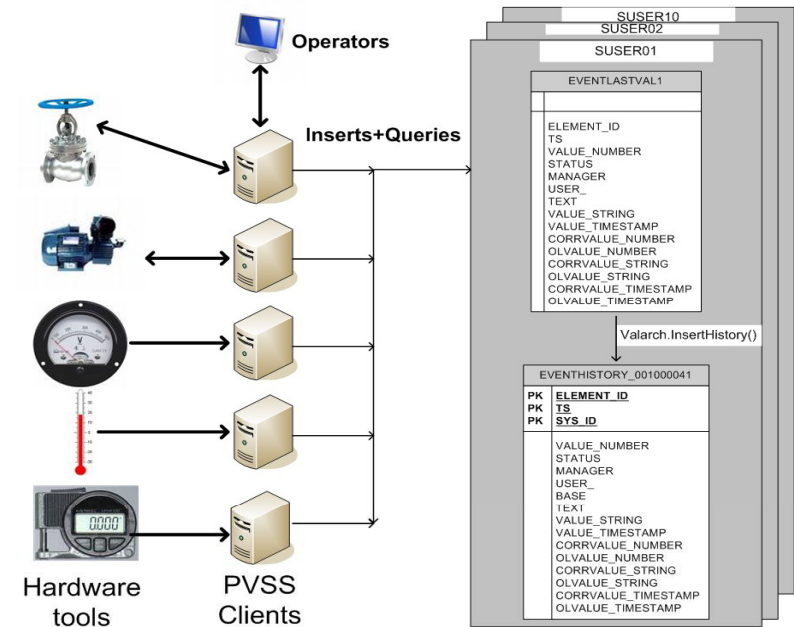 SUSER10
SUSER02
SUSER01
Operators
Inserts+Queries
EVENTLASTVAL1
ELEMENT_ID
TS
VALUE_NUMBER
STATUS
MANAGER
USER_
TEXT
VALUE_STRING
VALUE_TIMESTAMP
CORRVALUE_NUMBER
OLVALUE_NUMBER
CORRVALUE_STRING
OLVALUE_STRING
CORRVALUE_TIMESTAMP
OLVALUE_TIMESTAMP
Valarch.InsertHistory()
EVENTHISTORY_001000041
PK ELEMENT_ID
PK TS
PK SYS_ID
VALUE_NUMBER
STATUS
MANAGER
USER_
BASE
TEXT
VALUE_STRING
VALUE_TIMESTAMP
CORRVALUE_NUMBER
OLVALUE_NUMBER
CORRVALUE_STRING
OLVALUE_STRING
CORRVALUE_TIMESTAMP
OLVALUE_TIMESTAMP
V
0.000
Hardware
tools
PVSS
Clients